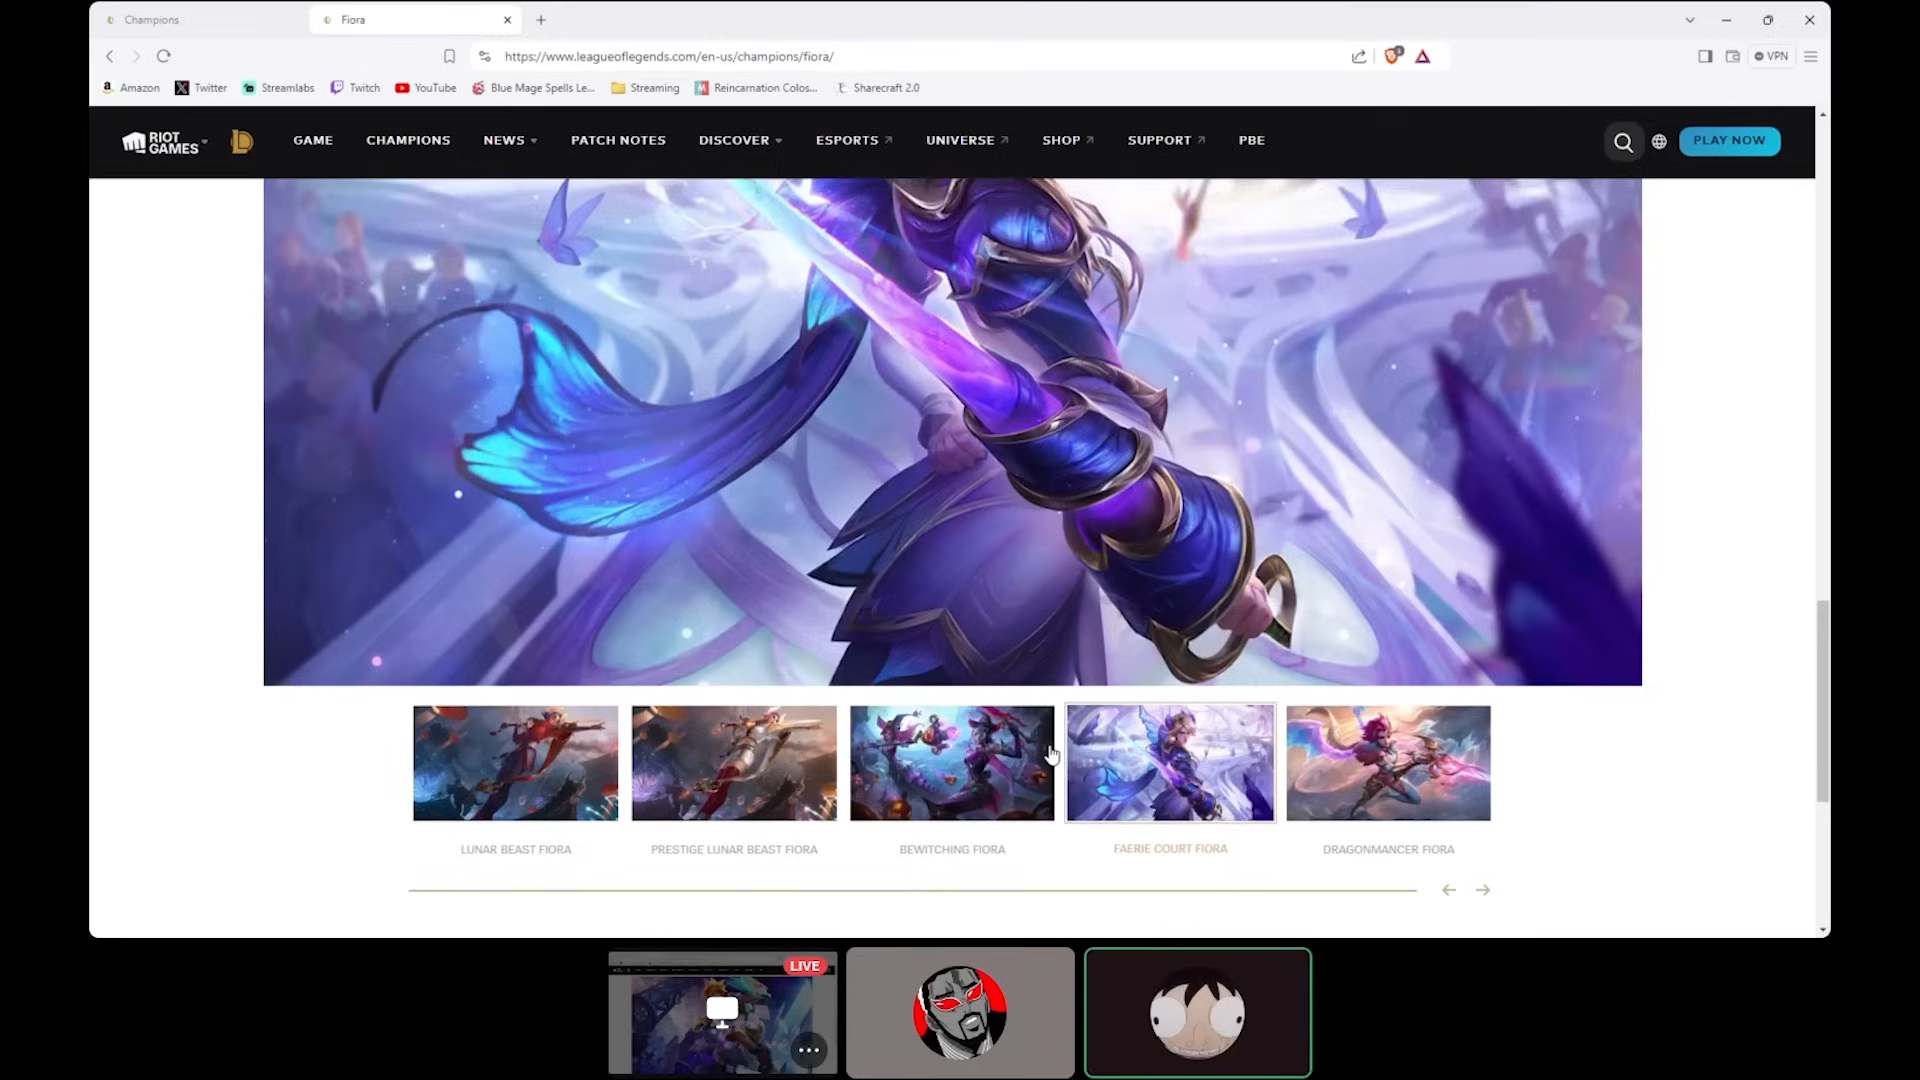 Champions
Fiora
https://www.leagueoflegends.com/en-us/champions/fiora/
VPN
Amazon
Twitter
Streamlabs
Twitch
YouTube
Blue Mage Spells Le...
Streaming
Reincarnation Colos...
Sharecraft 2.0
RIOT GAMES
GAME
CHAMPIONS
NEWS
PATCH NOTES
DISCOVER
ESPORTS
UNIVERSE
SHOP
SUPPORT
PBE
PLAY NOW
LUNAR BEAST FIORA
PRESTIGE LUNAR BEAST FIORA
BEWITCHING FIORA
FAERIE COURT FIORA
DRAGONMANCER FIORA
LIVE